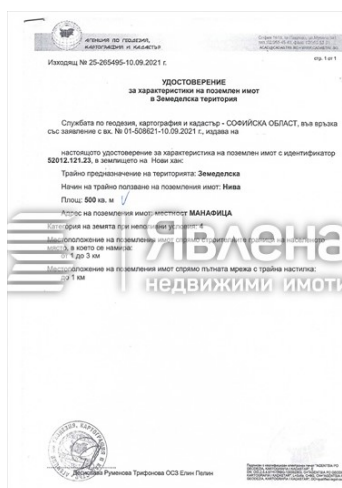 АГЕНЦИЯ ПО ГЕОДЕЗИЯ,
КАРТОГРАФИЯ И КАДАСТЪР
стр. 1 от 1
Изходящ № 25-265495-10.09.2021 г.
УДОСТОВЕРЕНИЕ
за характеристики на поземлен имот
в Земеделска територия
Службата по геодезия, картография и кадастър - СОФИЙСКА ОБЛАСТ, във връзка
със заявление с вх. № 01-508621-10.09.2021 г., издава на
настоящото удостоверение за характеристика на поземлен имот с идентификатор
52012.121.23, в землището на Нови хан:
Трайно предназначение на територията: Земеделска
Начин на трайно ползване на поземления имот: Нива
Площ: 500 кв. м
Адрес на поземления имот: местност МАНАФИЦА
Категория на земята при неполивни условия: 4
Местоположение на поземления имот спрямо строителните граници на населеното
място, в което се намира:
от 1 до 3 км
Местоположение на поземления имот спрямо пътната мрежа с трайна настилка:
до 1 км
ЯВЛЕНА
недвижими имоти
Десислава Руменова Трифонова ОСЗ Елин Пелин